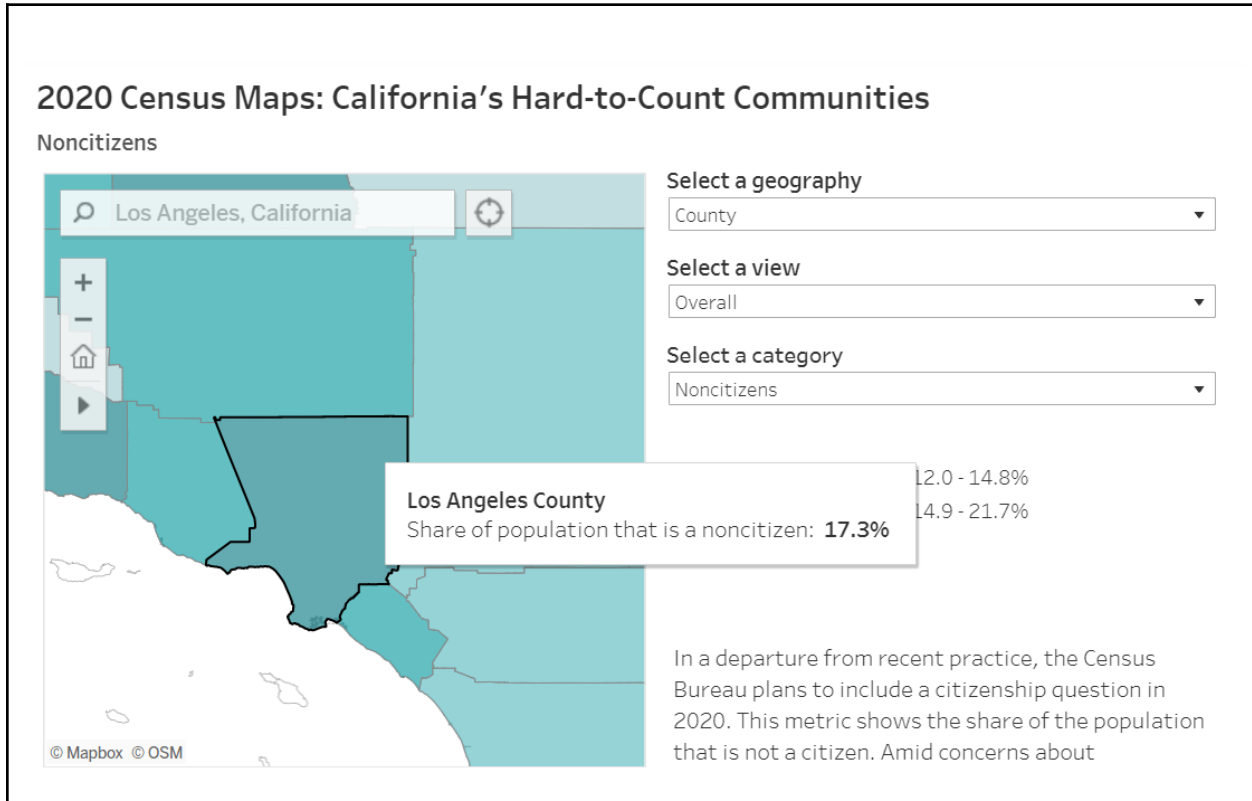 2020 Census Maps: California's Hard-to-Count Communities
Noncitizens
Los Angeles, California
© Mapbox © OSM
Select a geography
County
Select a view
Overall
Select a category
Noncitizens
12.0 - 14.8%
14.9 - 21.7%
Los Angeles County
Share of population that is a noncitizen: 17.3%
In a departure from recent practice, the Census
Bureau plans to include a citizenship question in
2020. This metric shows the share of the population
that is not a citizen. Amid concerns about